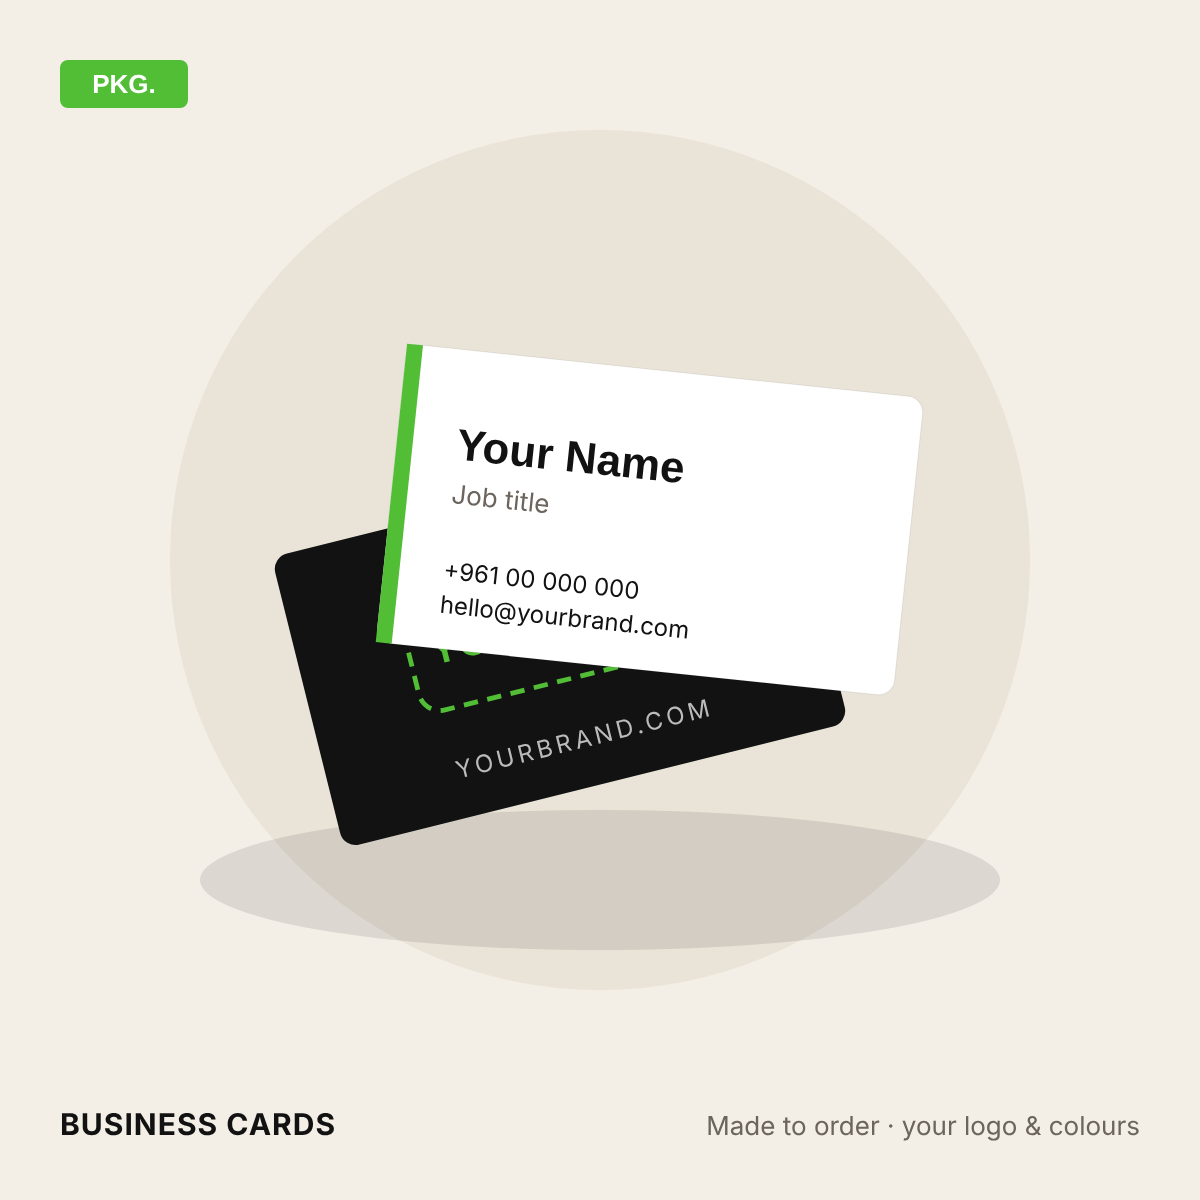 PKG.
Your Name
Job title
+961 00 000 000
hello@yourbrand.com
YOURBRAND.COM
BUSINESS CARDS
Made to order · your logo & colours